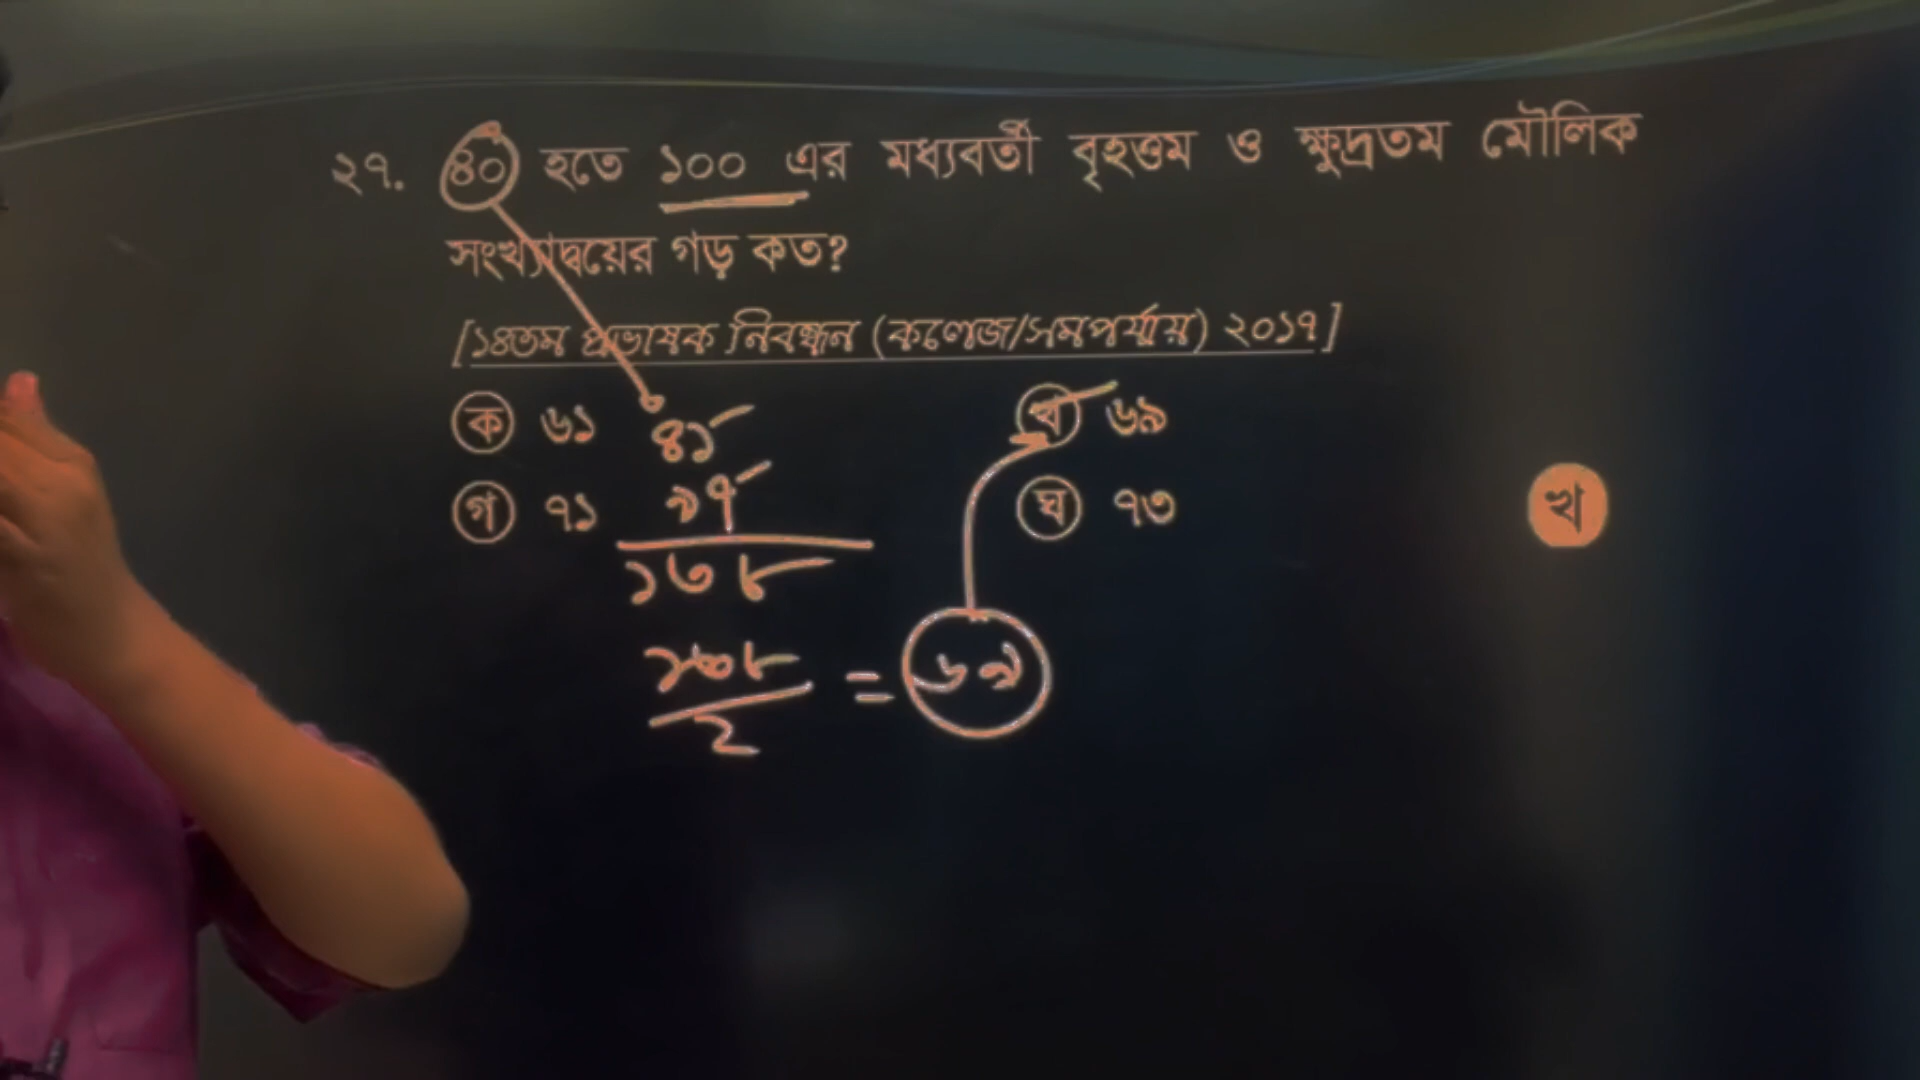 ২৭. ৪০ হতে ১০০ এর মধ্যবর্তী বৃহত্তম ও ক্ষুদ্রতম মৌলিক
সংখ্যাদ্বয়ের গড় কত?
[১৪তম প্রভাষক নিবন্ধন (কলেজ/সমপর্যায়) ২০১৭]
ক ৬১ খ ৬৯
গ ৭১ ঘ ৭৩
খ
৪১
৯৭
১৩৮
১৩৮
২
= ৬৯